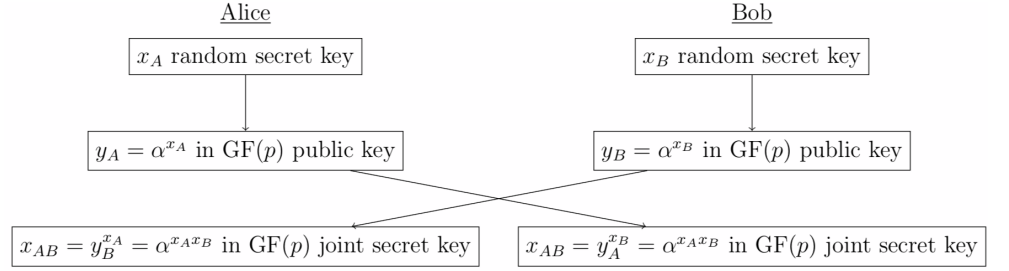 Alice Bob
x_A random secret key x_B random secret key
y_A = α^{x_A} in GF(p) public key y_B = α^{x_B} in GF(p) public key
x_{AB} = y_B^{x_A} = α^{x_A x_B} in GF(p) joint secret key x_{AB} = y_A^{x_B} = α^{x_A x_B} in GF(p) joint secret key